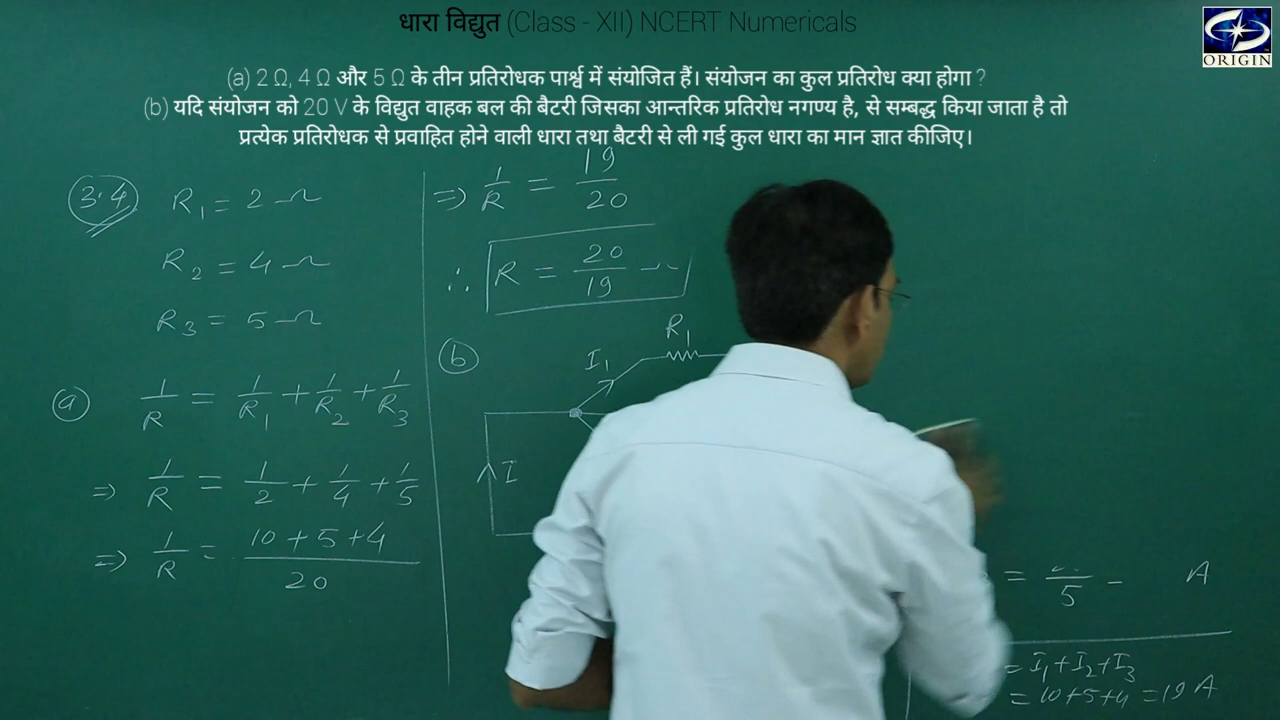 धारा विद्युत (Class - XII) NCERT Numericals
ORIGIN
(a) 2 Ω, 4 Ω और 5 Ω के तीन प्रतिरोधक पार्श्व में संयोजित हैं। संयोजन का कुल प्रतिरोध क्या होगा ?
(b) यदि संयोजन को 20 V के विद्युत वाहक बल की बैटरी जिसका आन्तरिक प्रतिरोध नगण्य है, से सम्बद्ध किया जाता है तो
प्रत्येक प्रतिरोधक से प्रवाहित होने वाली धारा तथा बैटरी से ली गई कुल धारा का मान ज्ञात कीजिए।
3.4 R₁ = 2 Ω
R₂ = 4 Ω
R₃ = 5 Ω
(a) 1/R = 1/R₁ + 1/R₂ + 1/R₃
⇒ 1/R = 1/2 + 1/4 + 1/5
⇒ 1/R = (10 + 5 + 4)/20
⇒ 1/R = 19/20
∴ R = 20/19 Ω
(b)
R₁
I₁
I
= /5 = A
= I₁ + I₂ + I₃
= 10 + 5 + 4 = 19 A